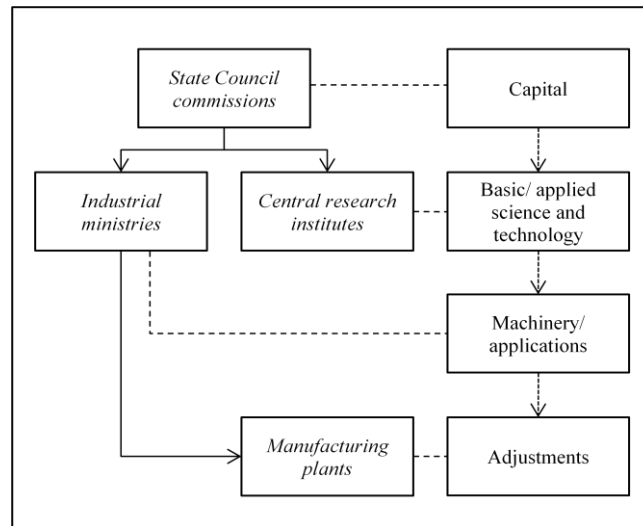 State Council
commissions
Capital
Industrial
ministries
Central research
institutes
Basic/ applied
science and
technology
Machinery/
applications
Manufacturing
plants
Adjustments